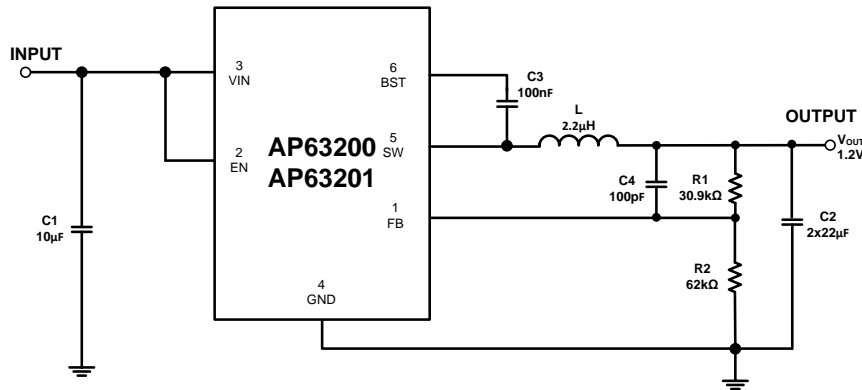 INPUT
3
VIN
2
EN
AP63200
AP63201
6
BST
5
SW
1
FB
4
GND
C1
10µF
C3
100nF
L
2.2µH
C4
100pF
R1
30.9kΩ
R2
62kΩ
C2
2x22µF
OUTPUT
VOUT
1.2V